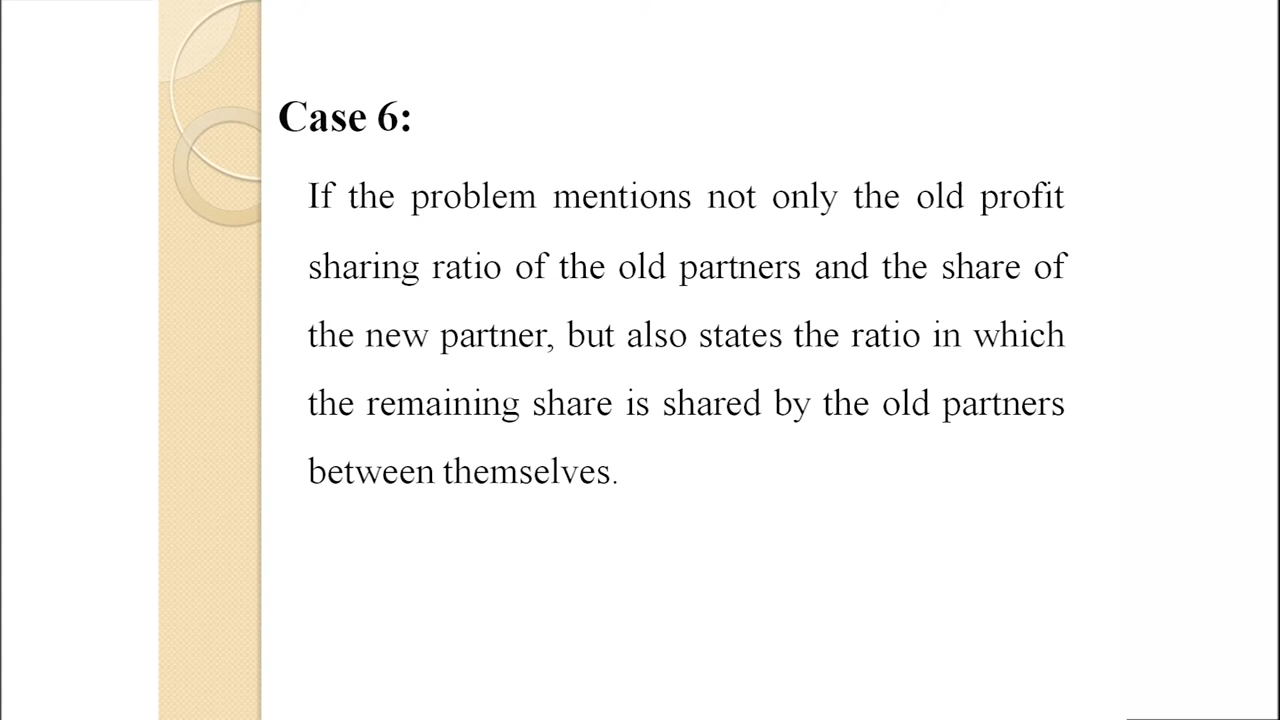 Case 6:
If the problem mentions not only the old profit
sharing ratio of the old partners and the share of
the new partner, but also states the ratio in which
the remaining share is shared by the old partners
between themselves.